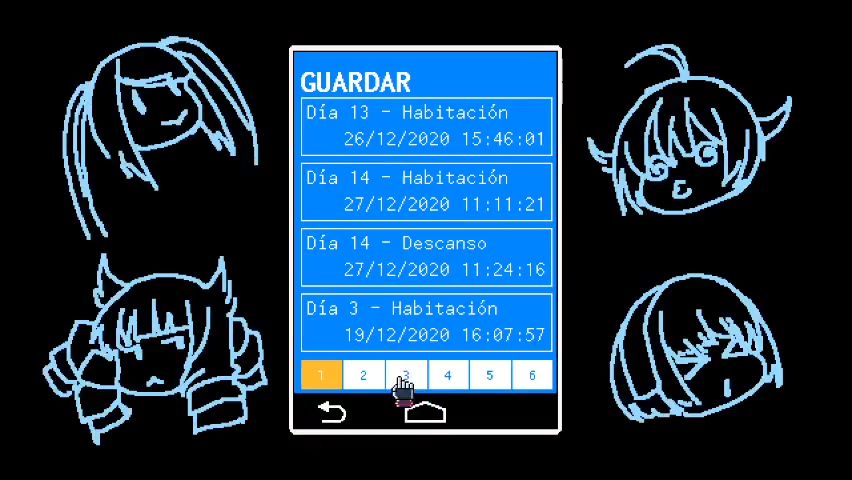 GUARDAR
Día 13 - Habitación
26/12/2020 15:46:01
Día 14 - Habitación
27/12/2020 11:11:21
Día 14 - Descanso
27/12/2020 11:24:16
Día 3 - Habitación
19/12/2020 16:07:57
1 2 3 4 5 6